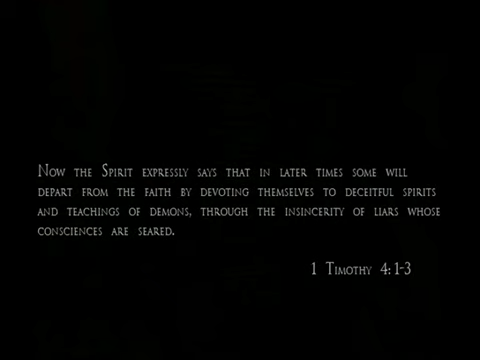 Now the Spirit expressly says that in later times some will
depart from the faith by devoting themselves to deceitful spirits
and teachings of demons, through the insincerity of liars whose
consciences are seared.
1 Timothy 4:1-3